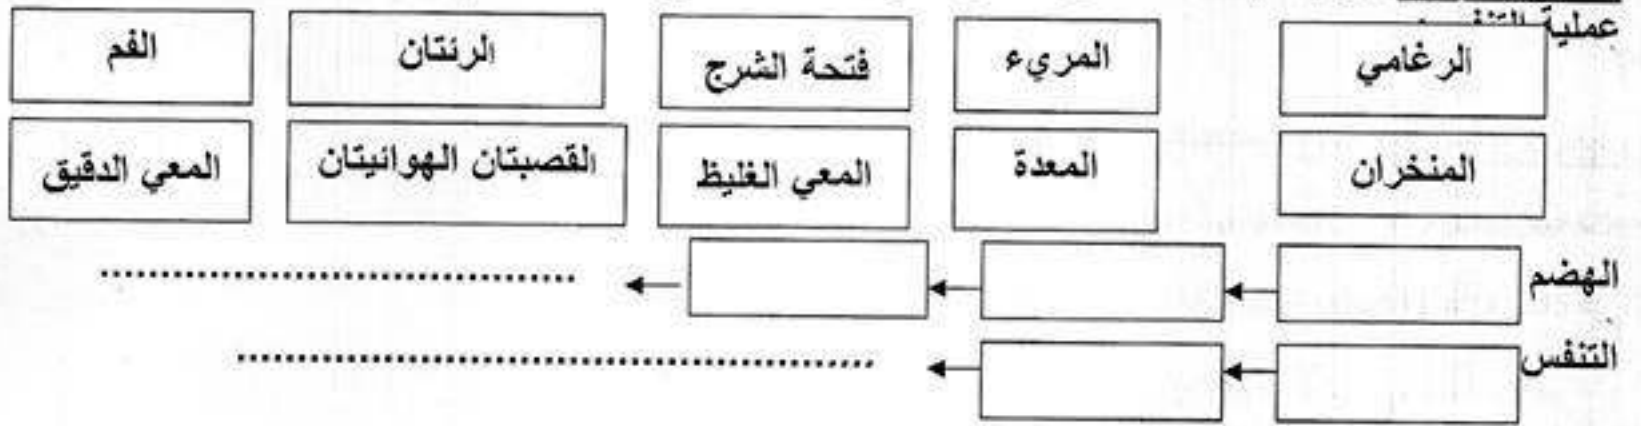 عملية التنفس
الرغامي المريء فتحة الشرج الرئتان الفم
المنخران المعدة المعي الغليظ القصبتان الهوائيتان المعي الدقيق
الهضم ..........................................
التنفس ..........................................................